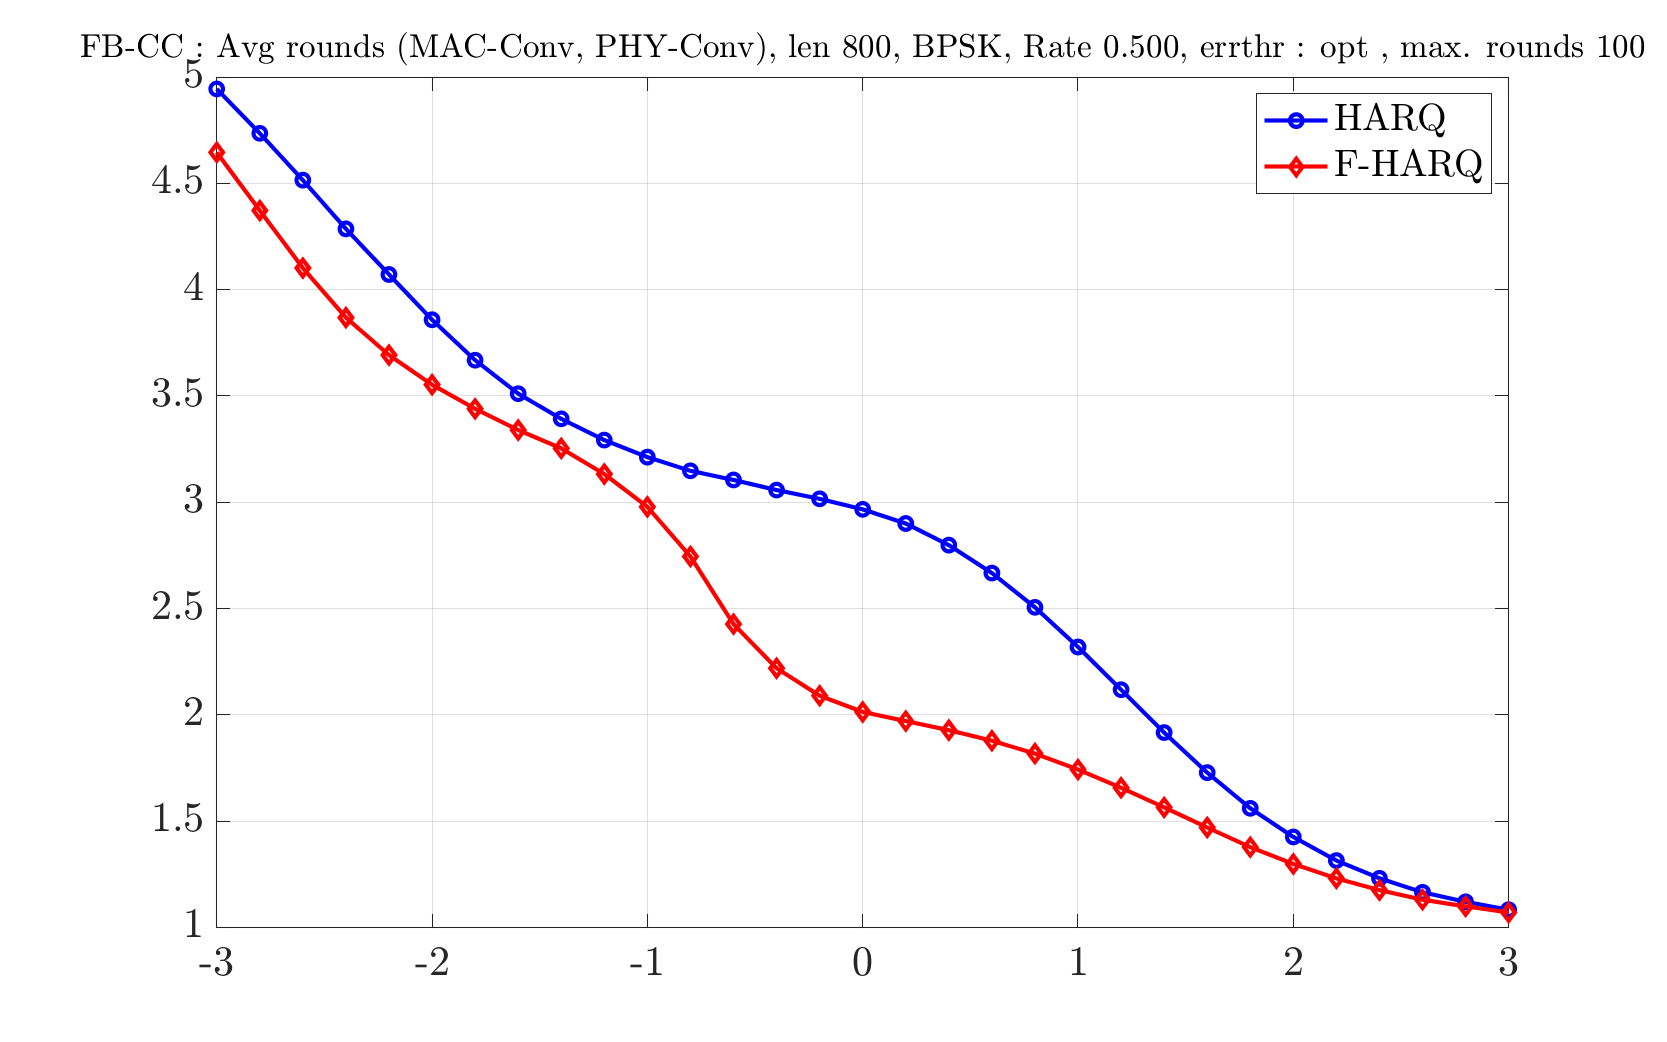 FB-CC : Avg rounds (MAC-Conv, PHY-Conv), len 800, BPSK, Rate 0.500, errthr : opt , max. rounds 100
HARQ
F-HARQ
5
4.5
4
3.5
3
2.5
2
1.5
1
-3 -2 -1 0 1 2 3